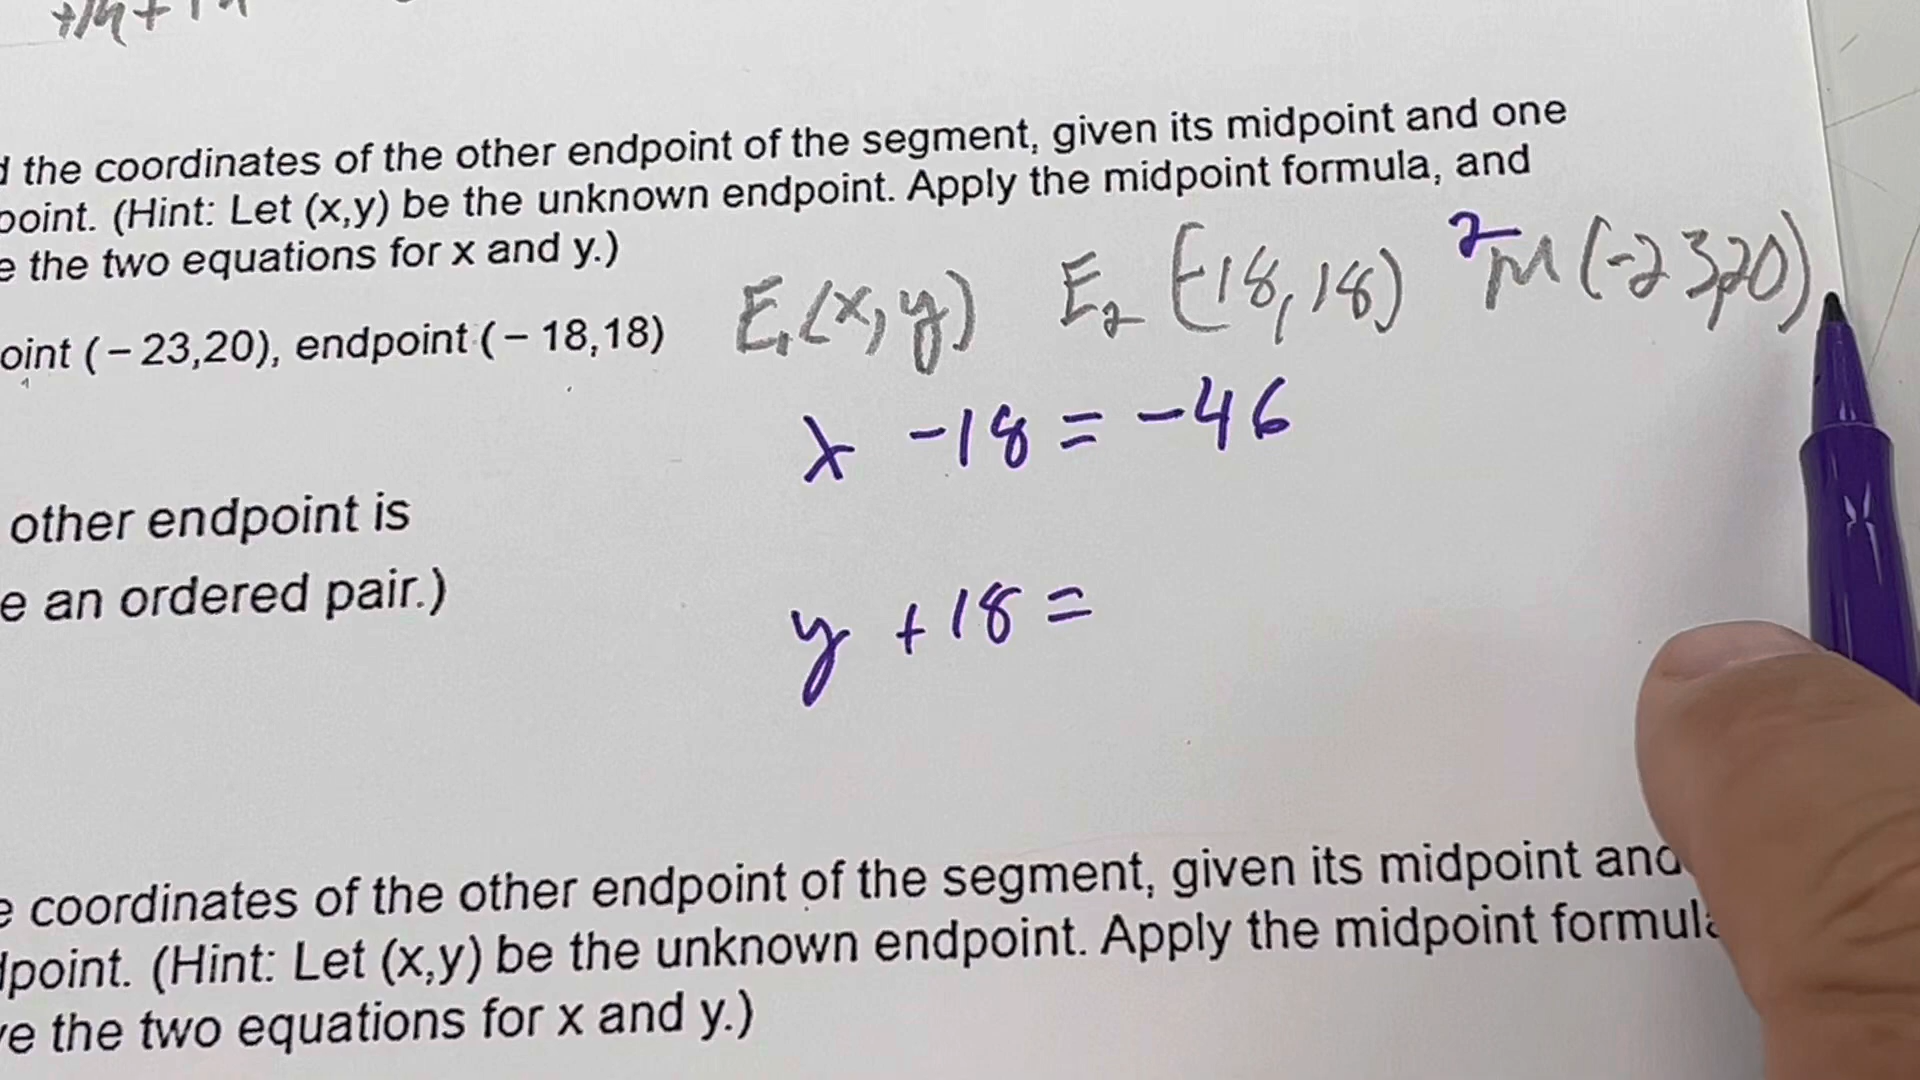 the coordinates of the other endpoint of the segment, given its midpoint and one
point. (Hint: Let (x,y) be the unknown endpoint. Apply the midpoint formula, and
e the two equations for x and y.)
oint (− 23,20), endpoint (− 18,18)
E₁(x,y) E₂(-18,18) 2M(-23,20)
x -18 = -46
other endpoint is
e an ordered pair.)
y +18 =
e coordinates of the other endpoint of the segment, given its midpoint and
dpoint. (Hint: Let (x,y) be the unknown endpoint. Apply the midpoint formula
ve the two equations for x and y.)